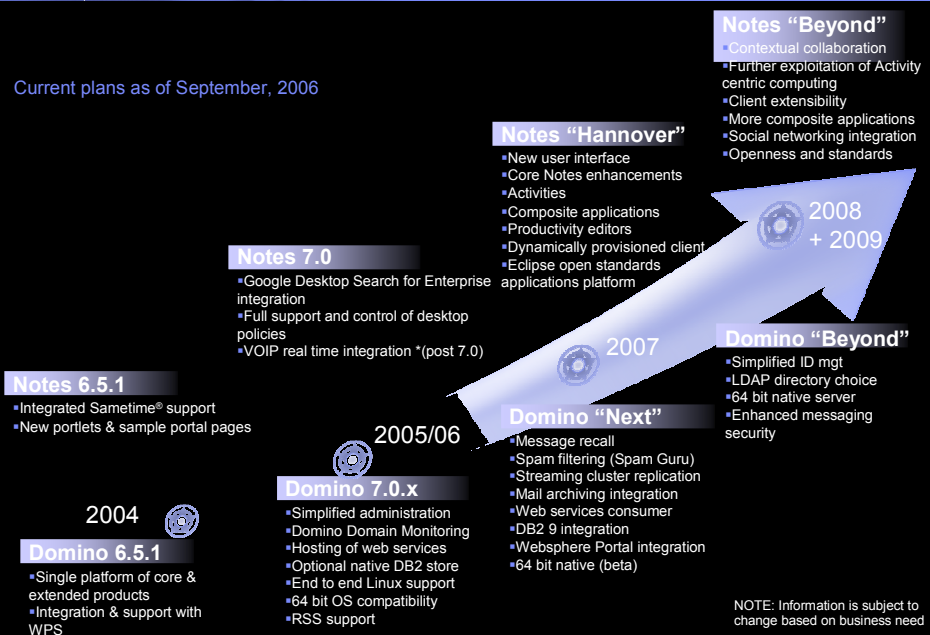 Current plans as of September, 2006
Notes “Beyond”
▪Contextual collaboration
▪Further exploitation of Activity
centric computing
▪Client extensibility
▪More composite applications
▪Social networking integration
▪Openness and standards
Notes “Hannover”
▪New user interface
▪Core Notes enhancements
▪Activities
▪Composite applications
▪Productivity editors
▪Dynamically provisioned client
▪Eclipse open standards
applications platform
2008
+ 2009
Notes 7.0
▪Google Desktop Search for Enterprise
integration
▪Full support and control of desktop
policies
▪VOIP real time integration *(post 7.0)
2007
Domino “Beyond”
▪Simplified ID mgt
▪LDAP directory choice
▪64 bit native server
▪Enhanced messaging
security
Notes 6.5.1
▪Integrated Sametime® support
▪New portlets & sample portal pages
2005/06
Domino “Next”
▪Message recall
▪Spam filtering (Spam Guru)
▪Streaming cluster replication
▪Mail archiving integration
▪Web services consumer
▪DB2 9 integration
▪Websphere Portal integration
▪64 bit native (beta)
Domino 7.0.x
▪Simplified administration
▪Domino Domain Monitoring
▪Hosting of web services
▪Optional native DB2 store
▪End to end Linux support
▪64 bit OS compatibility
▪RSS support
2004
Domino 6.5.1
▪Single platform of core &
extended products
▪Integration & support with
WPS
NOTE: Information is subject to
change based on business need